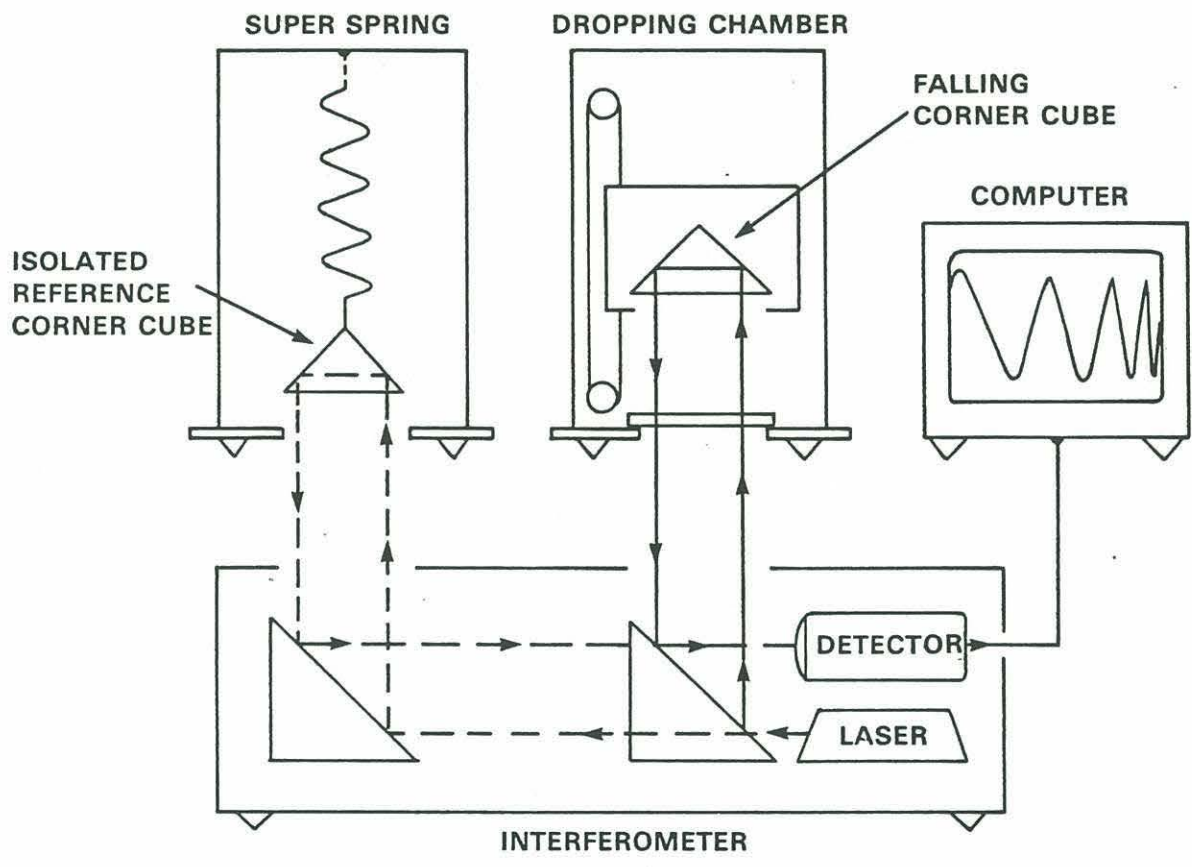 SUPER SPRING
DROPPING CHAMBER
FALLING
CORNER CUBE
COMPUTER
ISOLATED
REFERENCE
CORNER CUBE
DETECTOR
LASER
INTERFEROMETER